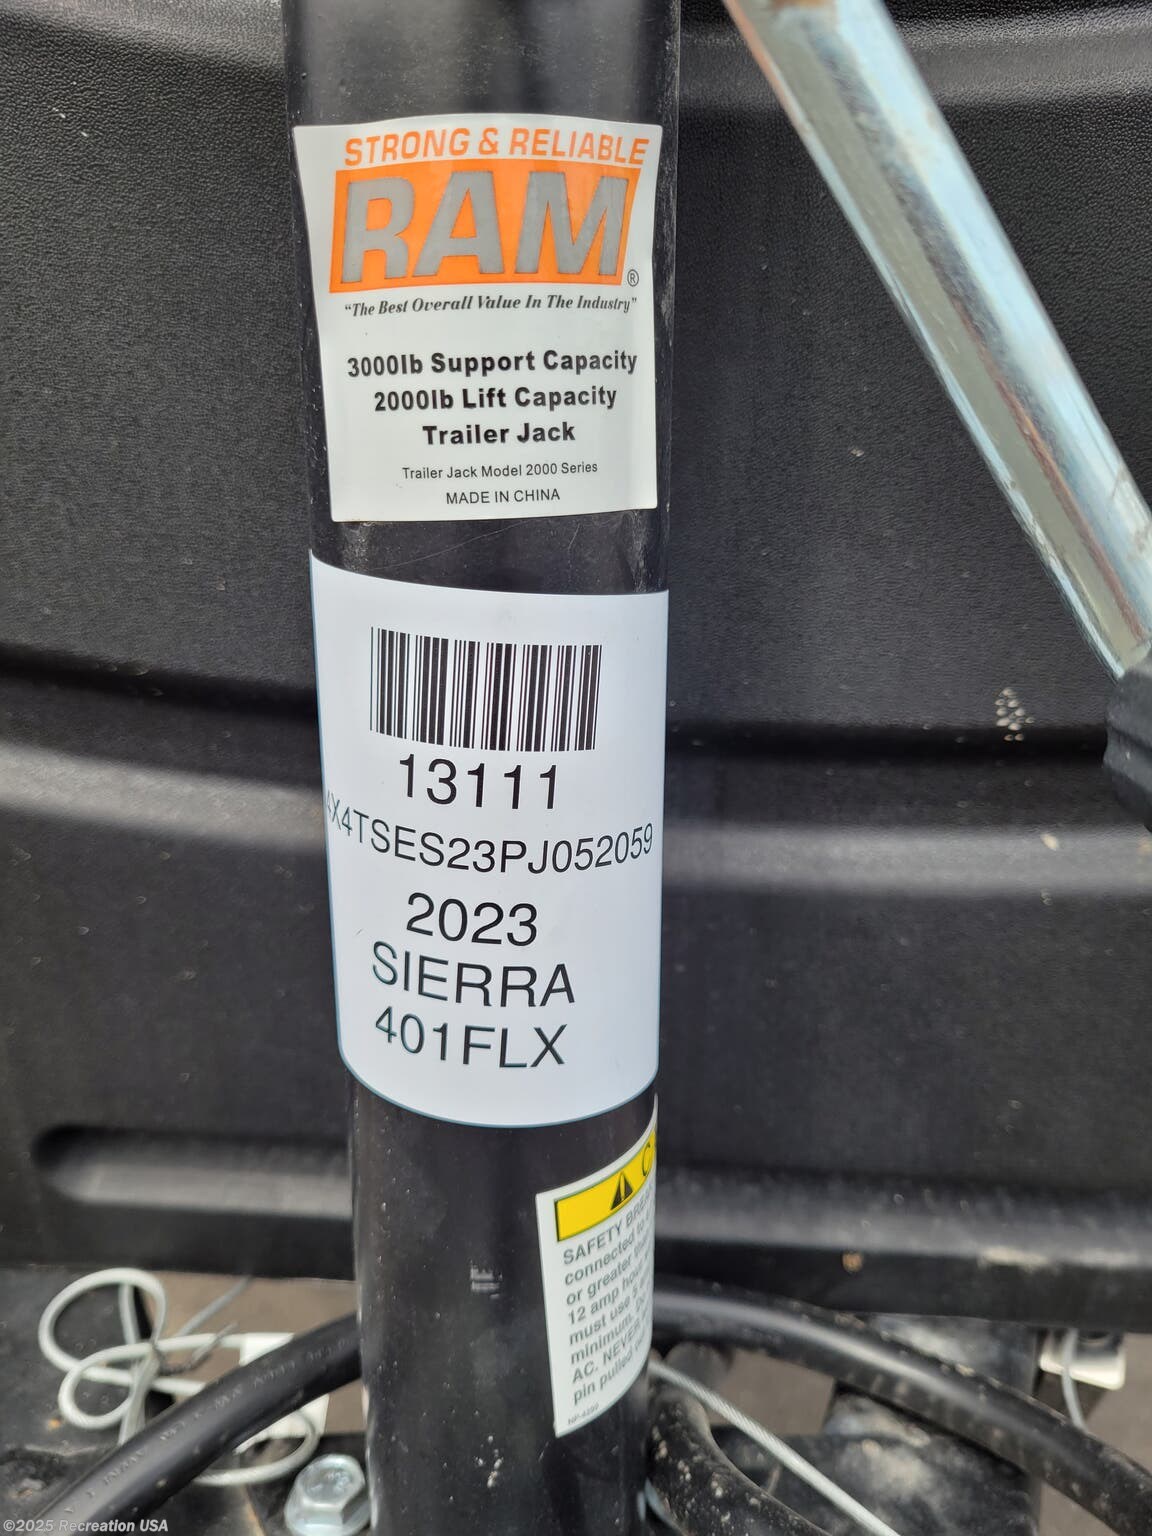 STRONG & RELIABLE
RAM®
"The Best Overall Value In The Industry"
3000lb Support Capacity
2000lb Lift Capacity
Trailer Jack
Trailer Jack Model 2000 Series
MADE IN CHINA
13111
4X4TSES23PJ052059
2023
SIERRA
401FLX
SAFETY
connected
or greater
12 amp hour
must use
minimum.
AC. NEVER
pin pulled
©2025 Recreation USA